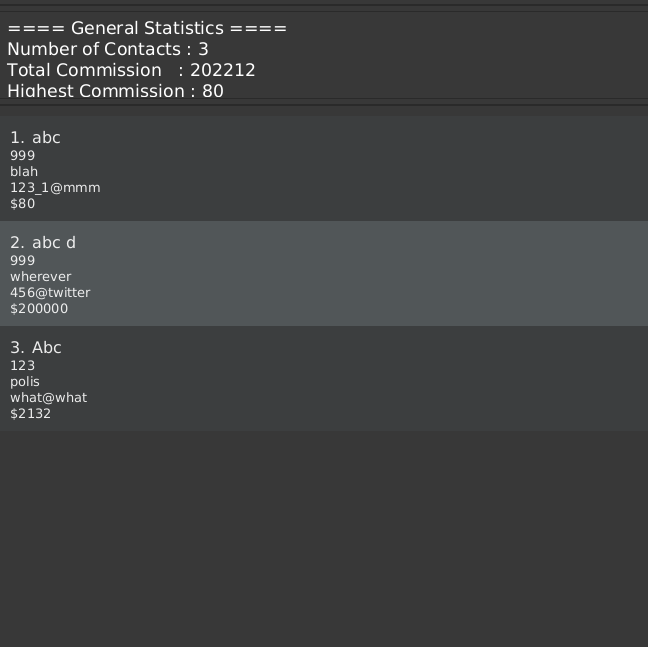 ==== General Statistics ====
Number of Contacts : 3
Total Commission   : 202212
Highest Commission : 80
1. abc
999
blah
123_1@mmm
$80
2. abc d
999
wherever
456@twitter
$200000
3. Abc
123
polis
what@what
$2132